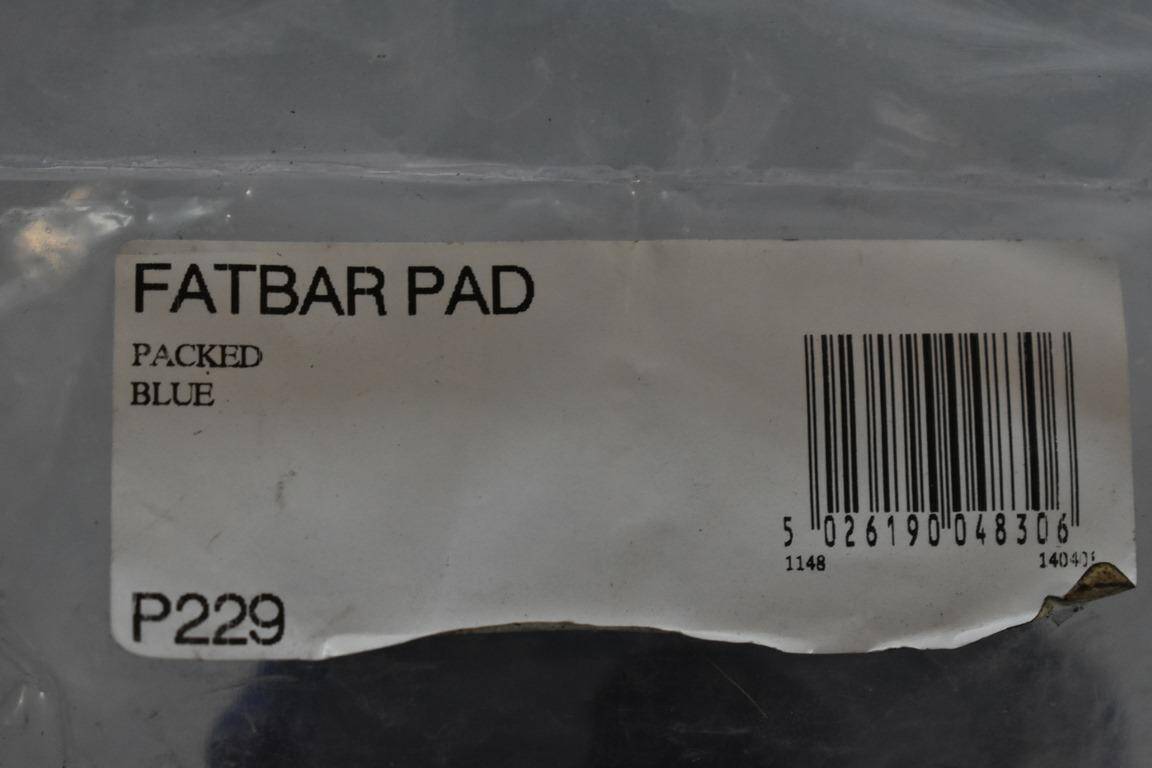 FATBAR PAD
PACKED
BLUE
5 026190 048306
1148
P229